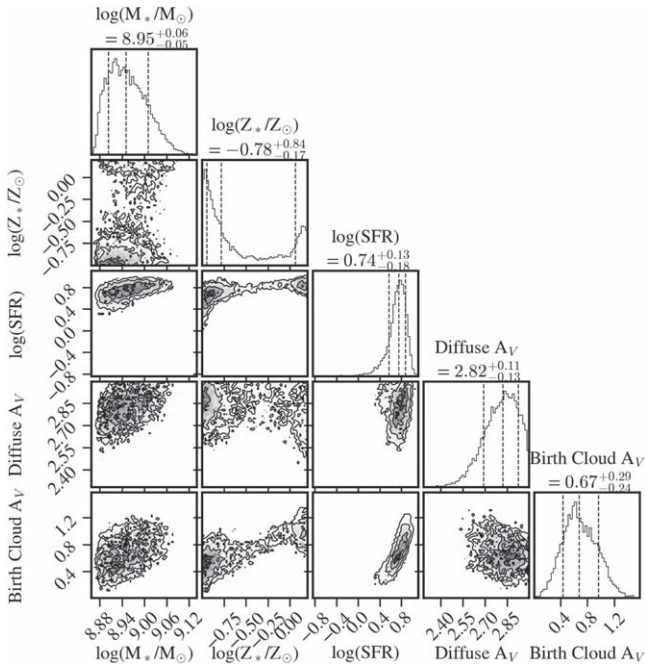 log(M*/M⊙)
= 8.95+0.06−0.05
log(Z*/Z⊙)
= −0.78+0.84−0.17
log(Z*/Z⊙)
0.00
−0.25
−0.50
−0.75
log(SFR)
= 0.74+0.13−0.18
log(SFR)
0.8
0.4
0.0
−0.4
−0.8
Diffuse AV
= 2.82+0.11−0.13
Diffuse AV
2.85
2.70
2.55
2.40
Birth Cloud AV
= 0.67+0.29−0.24
Birth Cloud AV
1.2
0.8
0.4
8.88 8.94 9.00 9.06 9.12 −0.75 −0.50 −0.25 0.00 −0.8 −0.4 0.0 0.4 0.8 2.40 2.55 2.70 2.85 0.4 0.8 1.2
log(M*/M⊙) log(Z*/Z⊙) log(SFR) Diffuse AV Birth Cloud AV